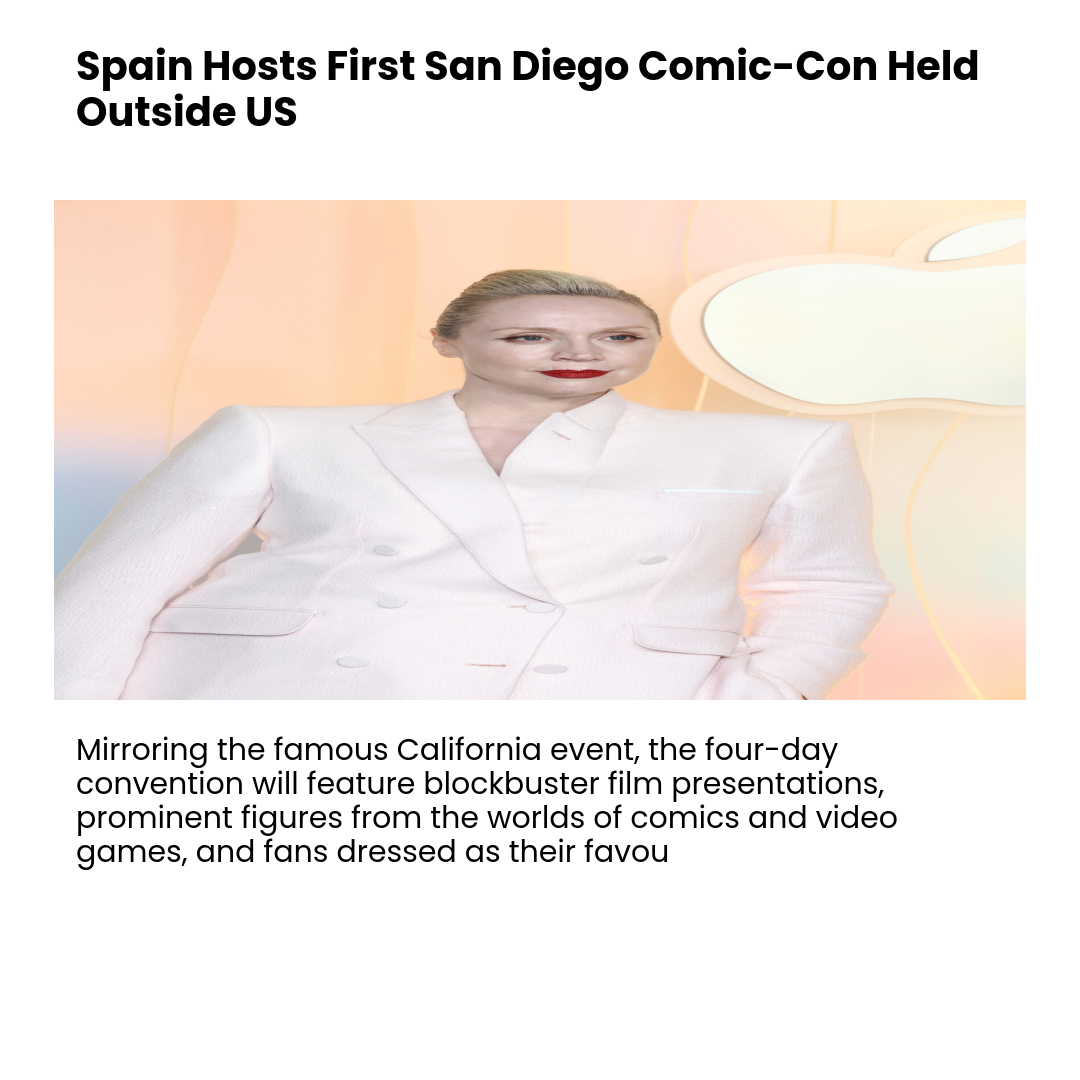 Spain Hosts First San Diego Comic-Con Held
Outside US
Mirroring the famous California event, the four-day
convention will feature blockbuster film presentations,
prominent figures from the worlds of comics and video
games, and fans dressed as their favou